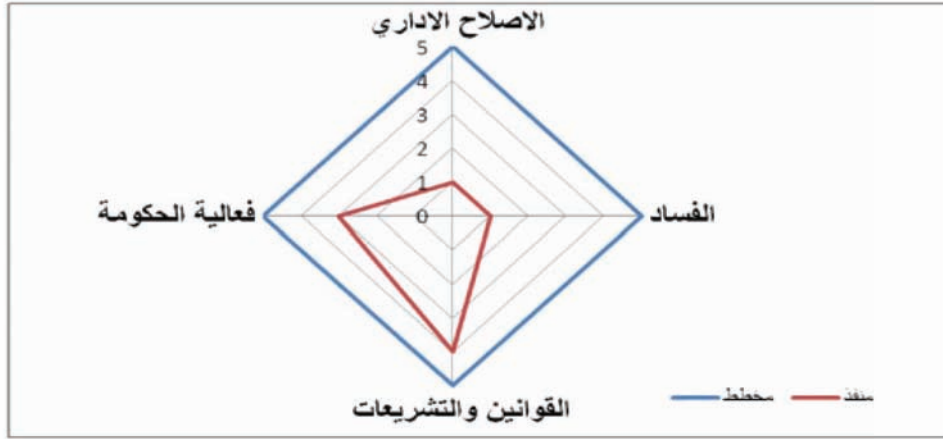 الاصلاح الاداري
5
4
3
2
1
0
فعالية الحكومة
الفساد
القوانين والتشريعات
مخطط
منفذ